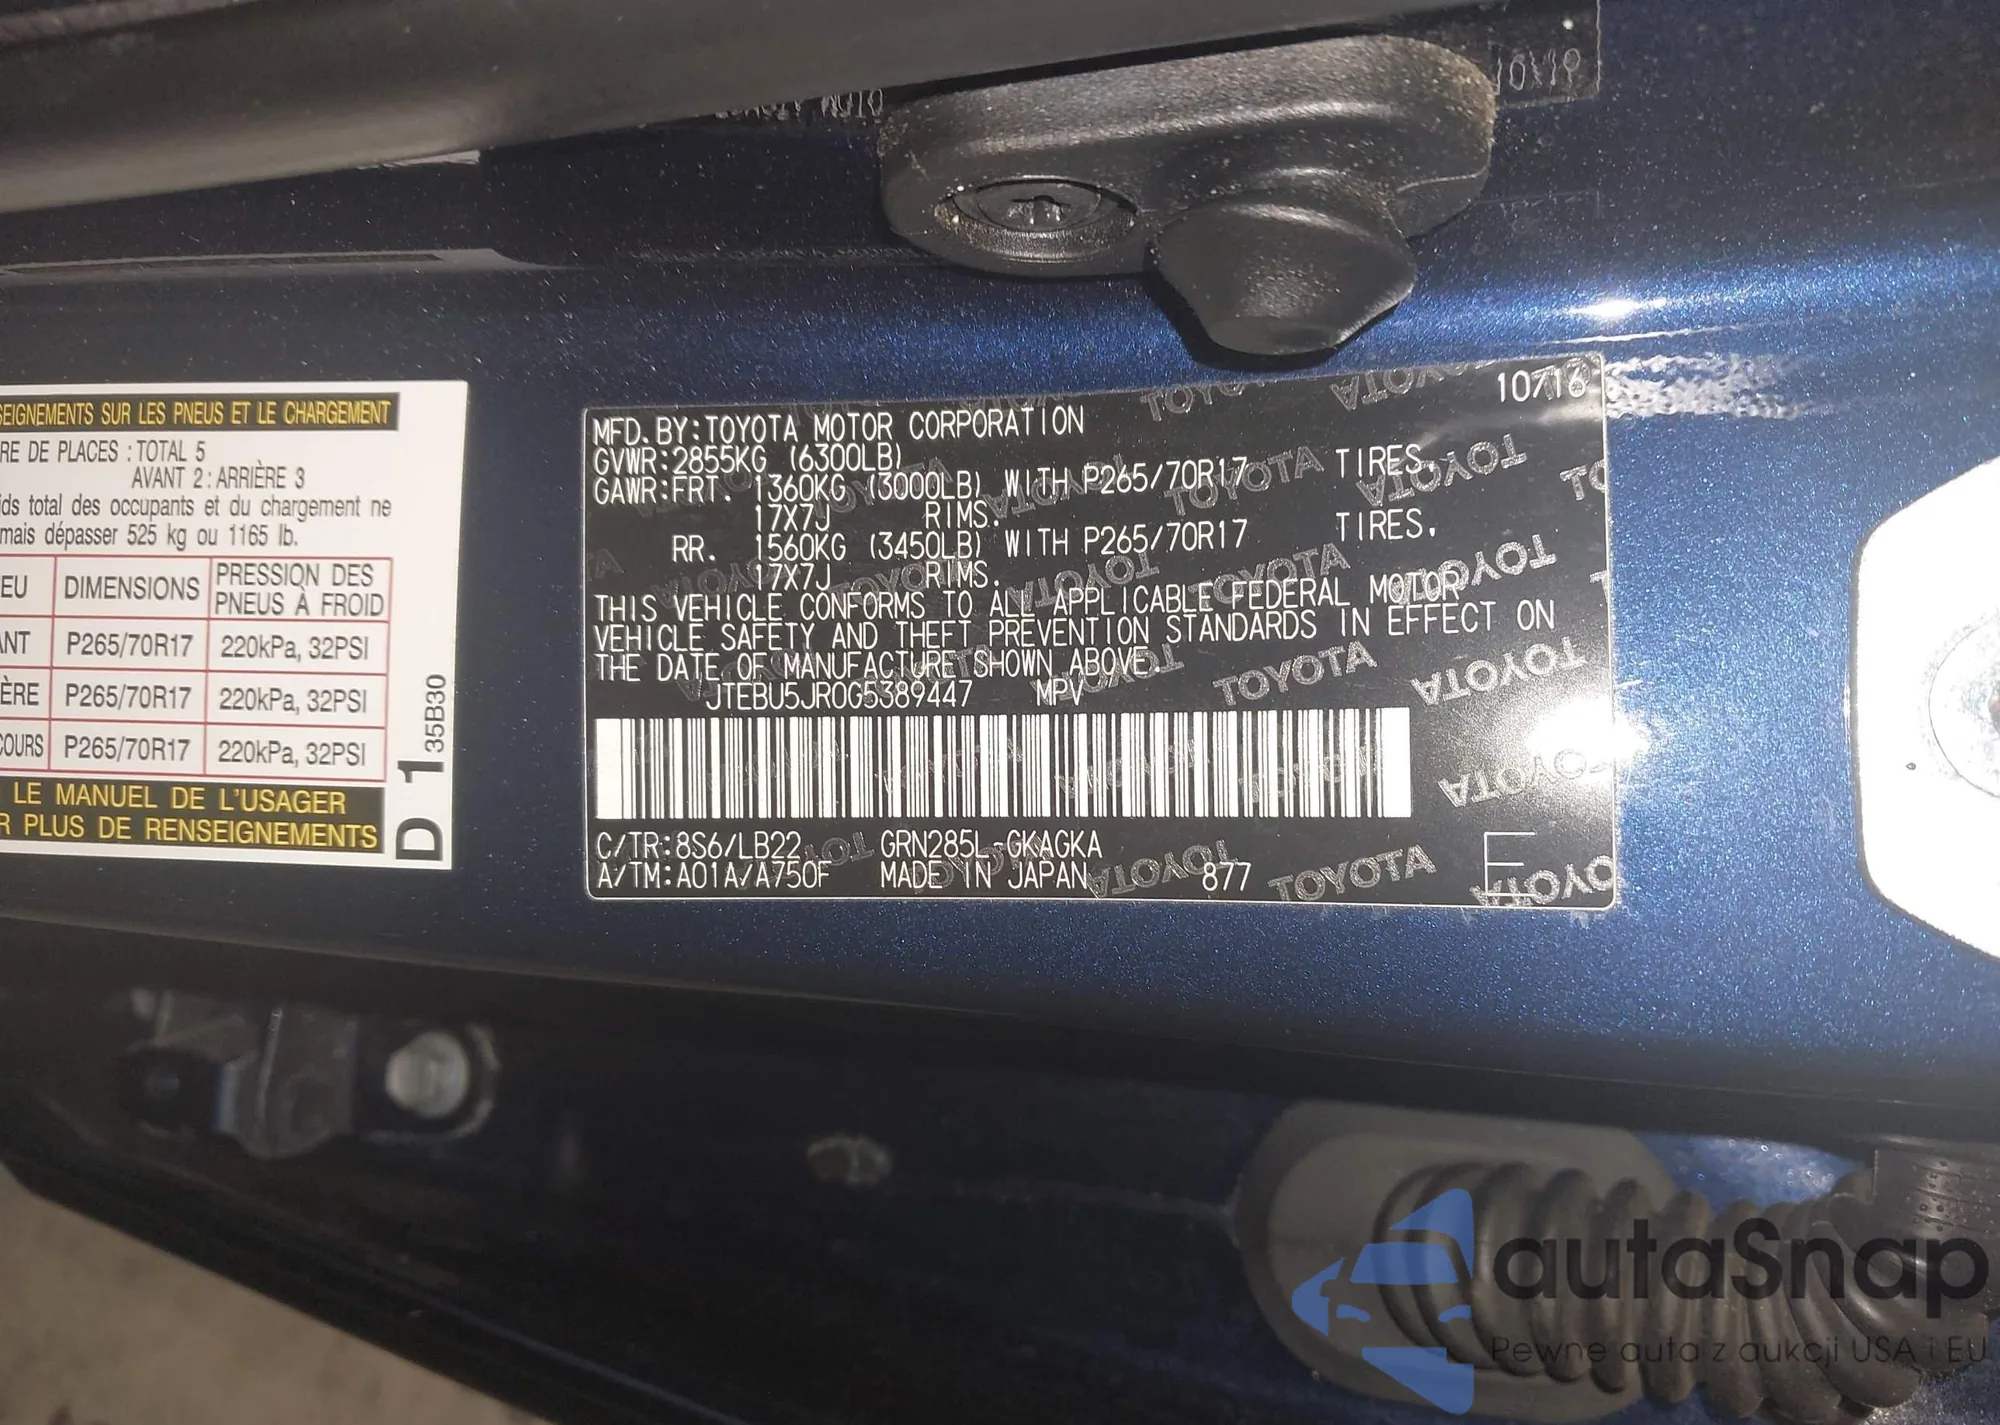 SEIGNEMENTS SUR LES PNEUS ET LE CHARGEMENT
RE DE PLACES : TOTAL 5
AVANT 2 : ARRIÈRE 3
ids total des occupants et du chargement ne
mais dépasser 525 kg ou 1165 lb.
EU DIMENSIONS PRESSION DES PNEUS À FROID
ANT P265/70R17 220kPa, 32PSI
ÈRE P265/70R17 220kPa, 32PSI
COURS P265/70R17 220kPa, 32PSI
LE MANUEL DE L'USAGER
R PLUS DE RENSEIGNEMENTS
D 1 35B30
10/16
MFD. BY:TOYOTA MOTOR CORPORATION
GVWR:2855KG (6300LB)
GAWR:FRT. 1360KG (3000LB) WITH P265/70R17 TIRES,
17X7J RIMS.
RR. 1560KG (3450LB) WITH P265/70R17 TIRES,
17X7J RIMS.
THIS VEHICLE CONFORMS TO ALL APPLICABLE FEDERAL MOTOR
VEHICLE SAFETY AND THEFT PREVENTION STANDARDS IN EFFECT ON
THE DATE OF MANUFACTURE SHOWN ABOVE.
JTEBU5JR0G5389447 MPV
C/TR:8S6/LB22 GRN285L-GKAGKA
A/TM:A01A/A750F MADE IN JAPAN 877
E
autaSnap
Pewne auta z aukcji USA i EU